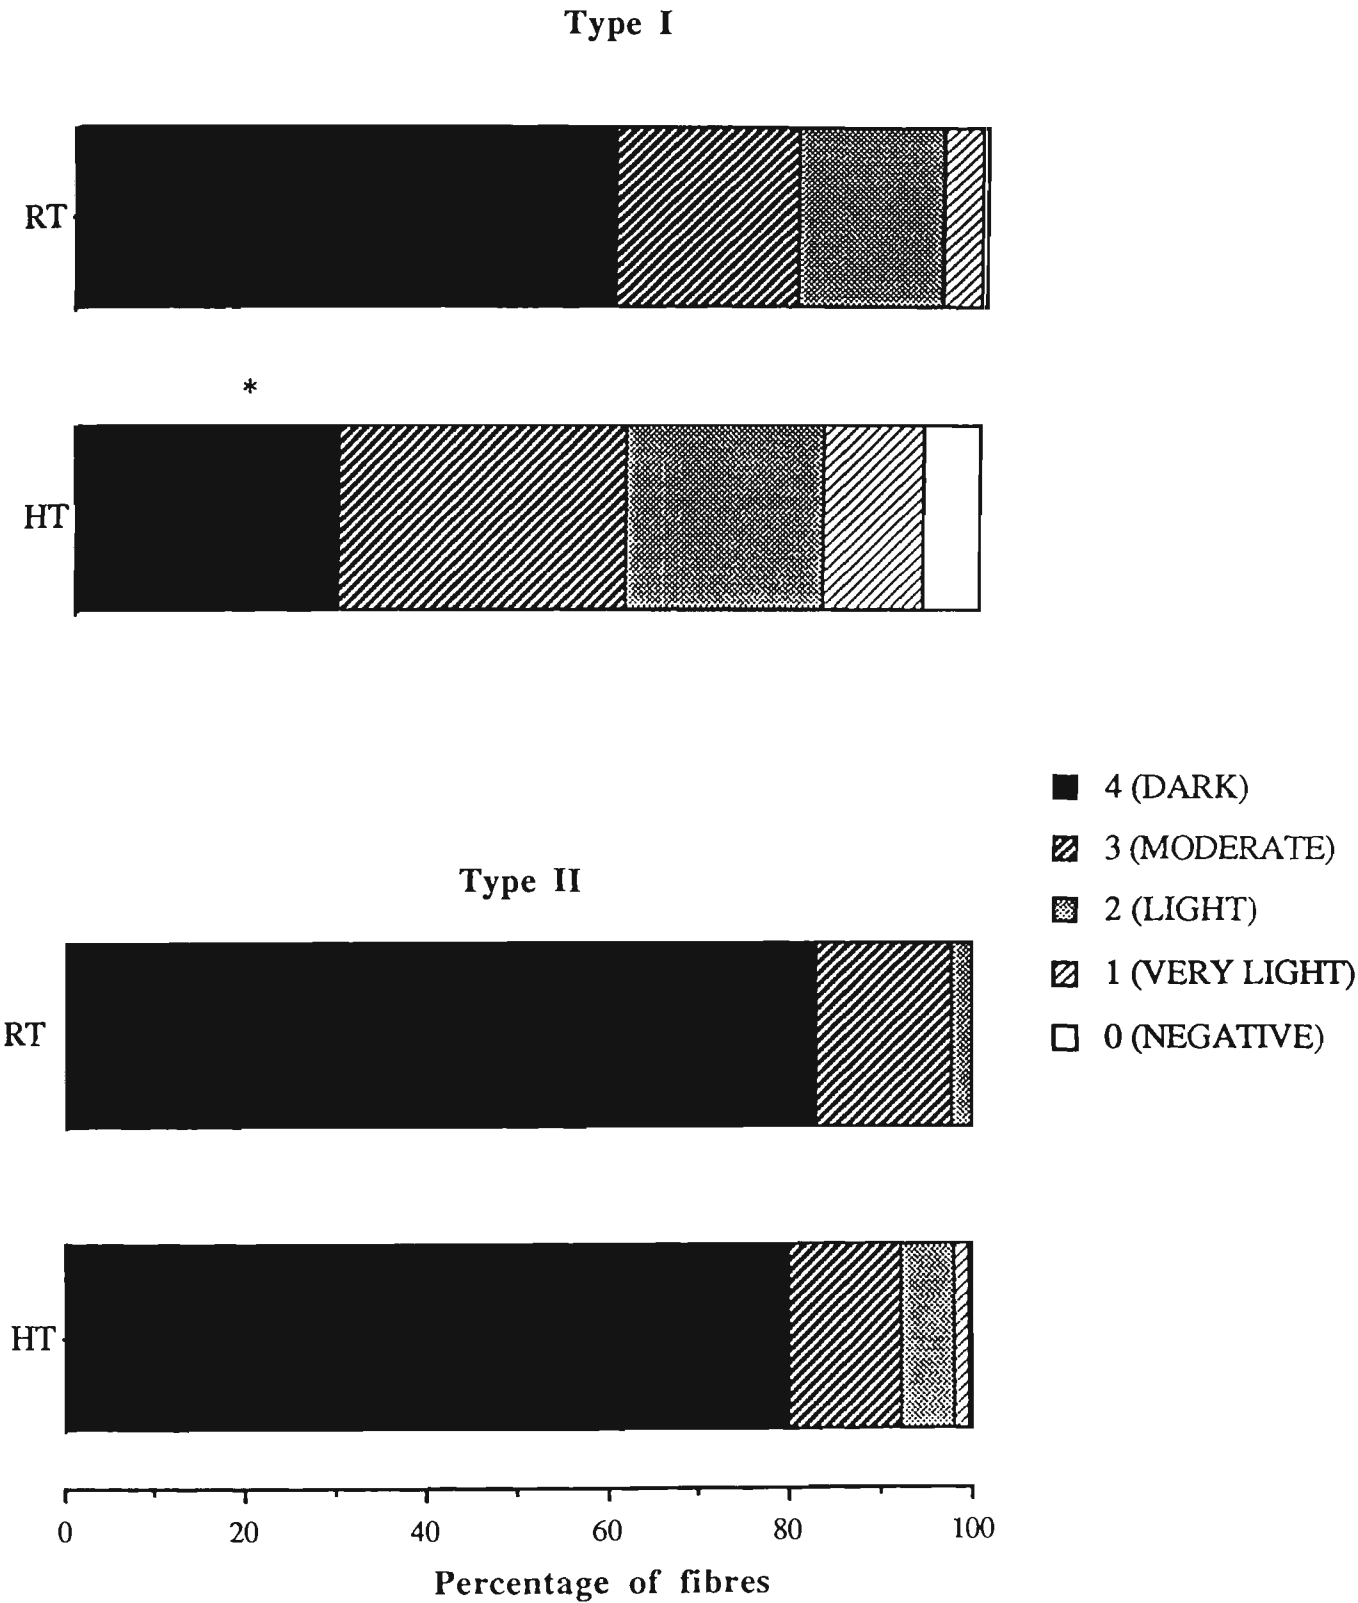 Type I
RT
*
HT
4 (DARK)
3 (MODERATE)
2 (LIGHT)
1 (VERY LIGHT)
0 (NEGATIVE)
Type II
RT
HT
0 20 40 60 80 100
Percentage of fibres